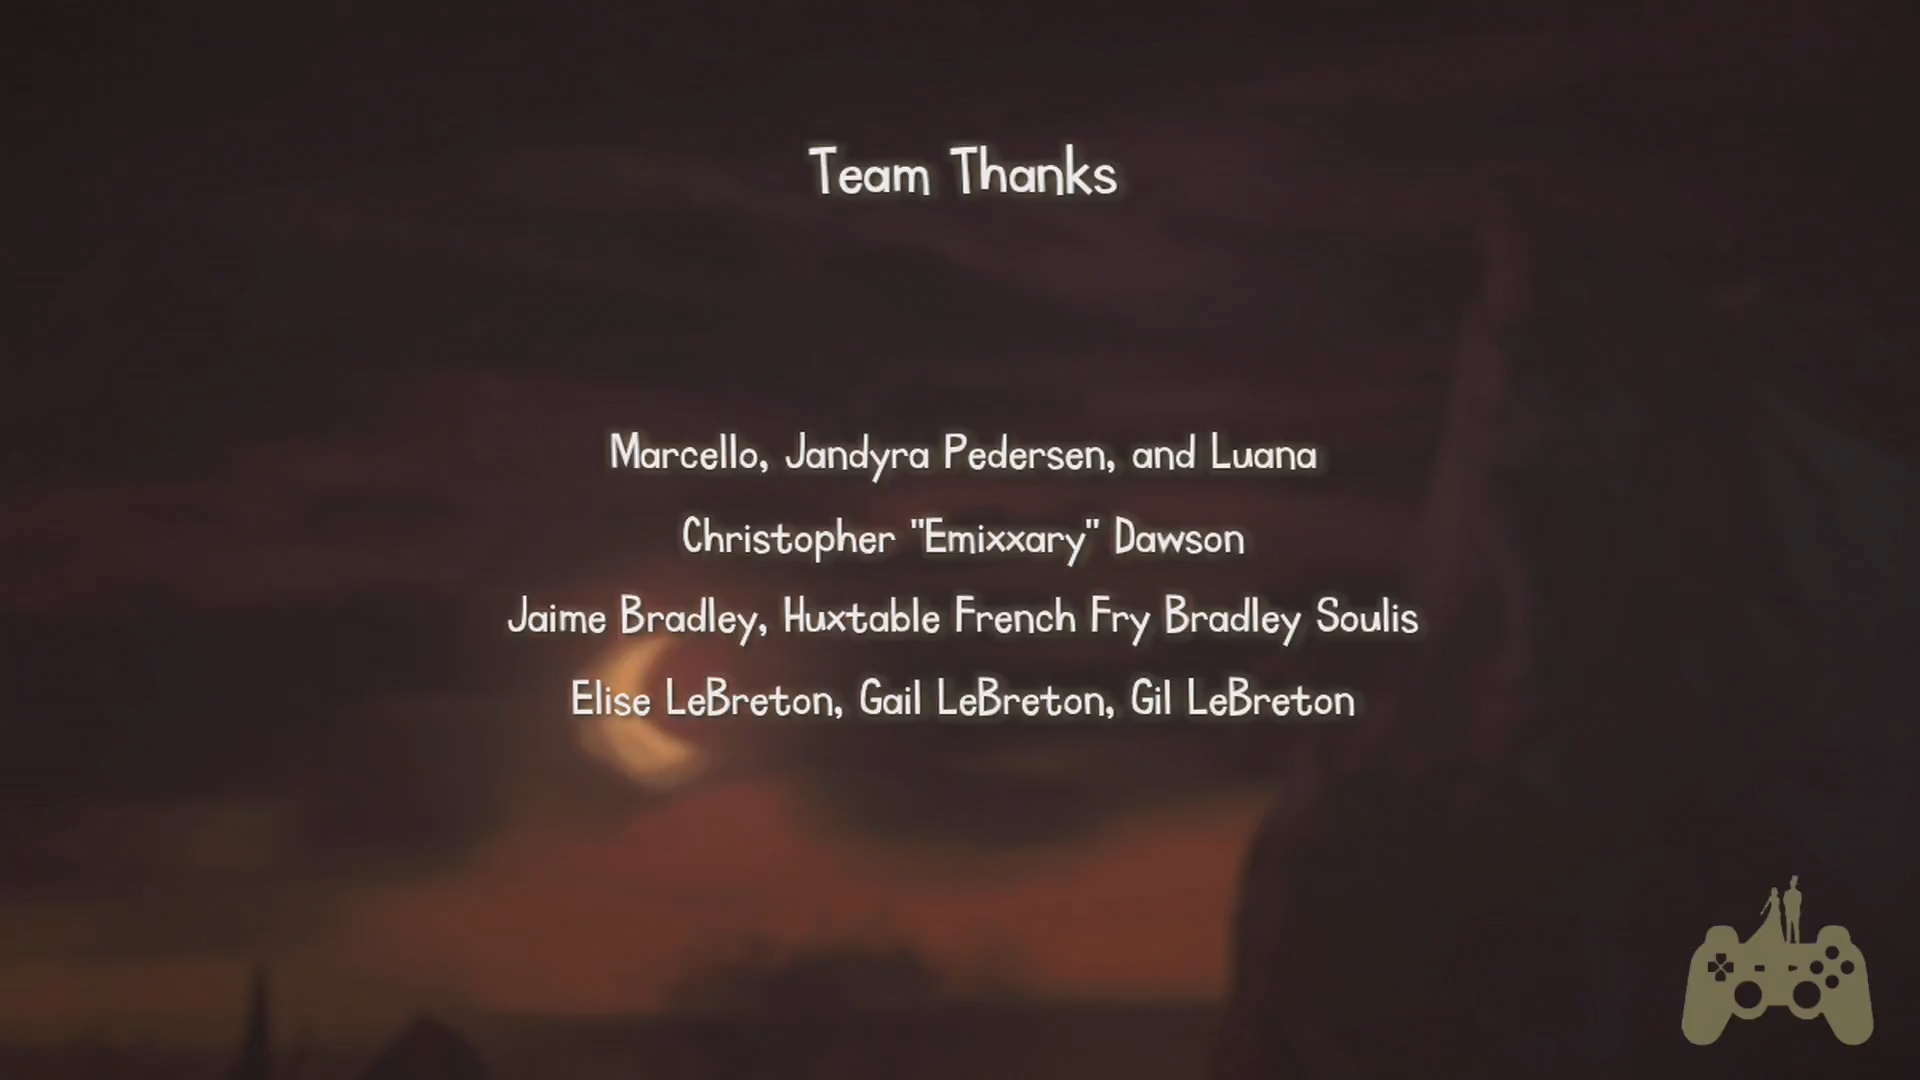 Team Thanks
Marcello, Jandyra Pedersen, and Luana
Christopher "Emixxary" Dawson
Jaime Bradley, Huxtable French Fry Bradley Soulis
Elise LeBreton, Gail LeBreton, Gil LeBreton